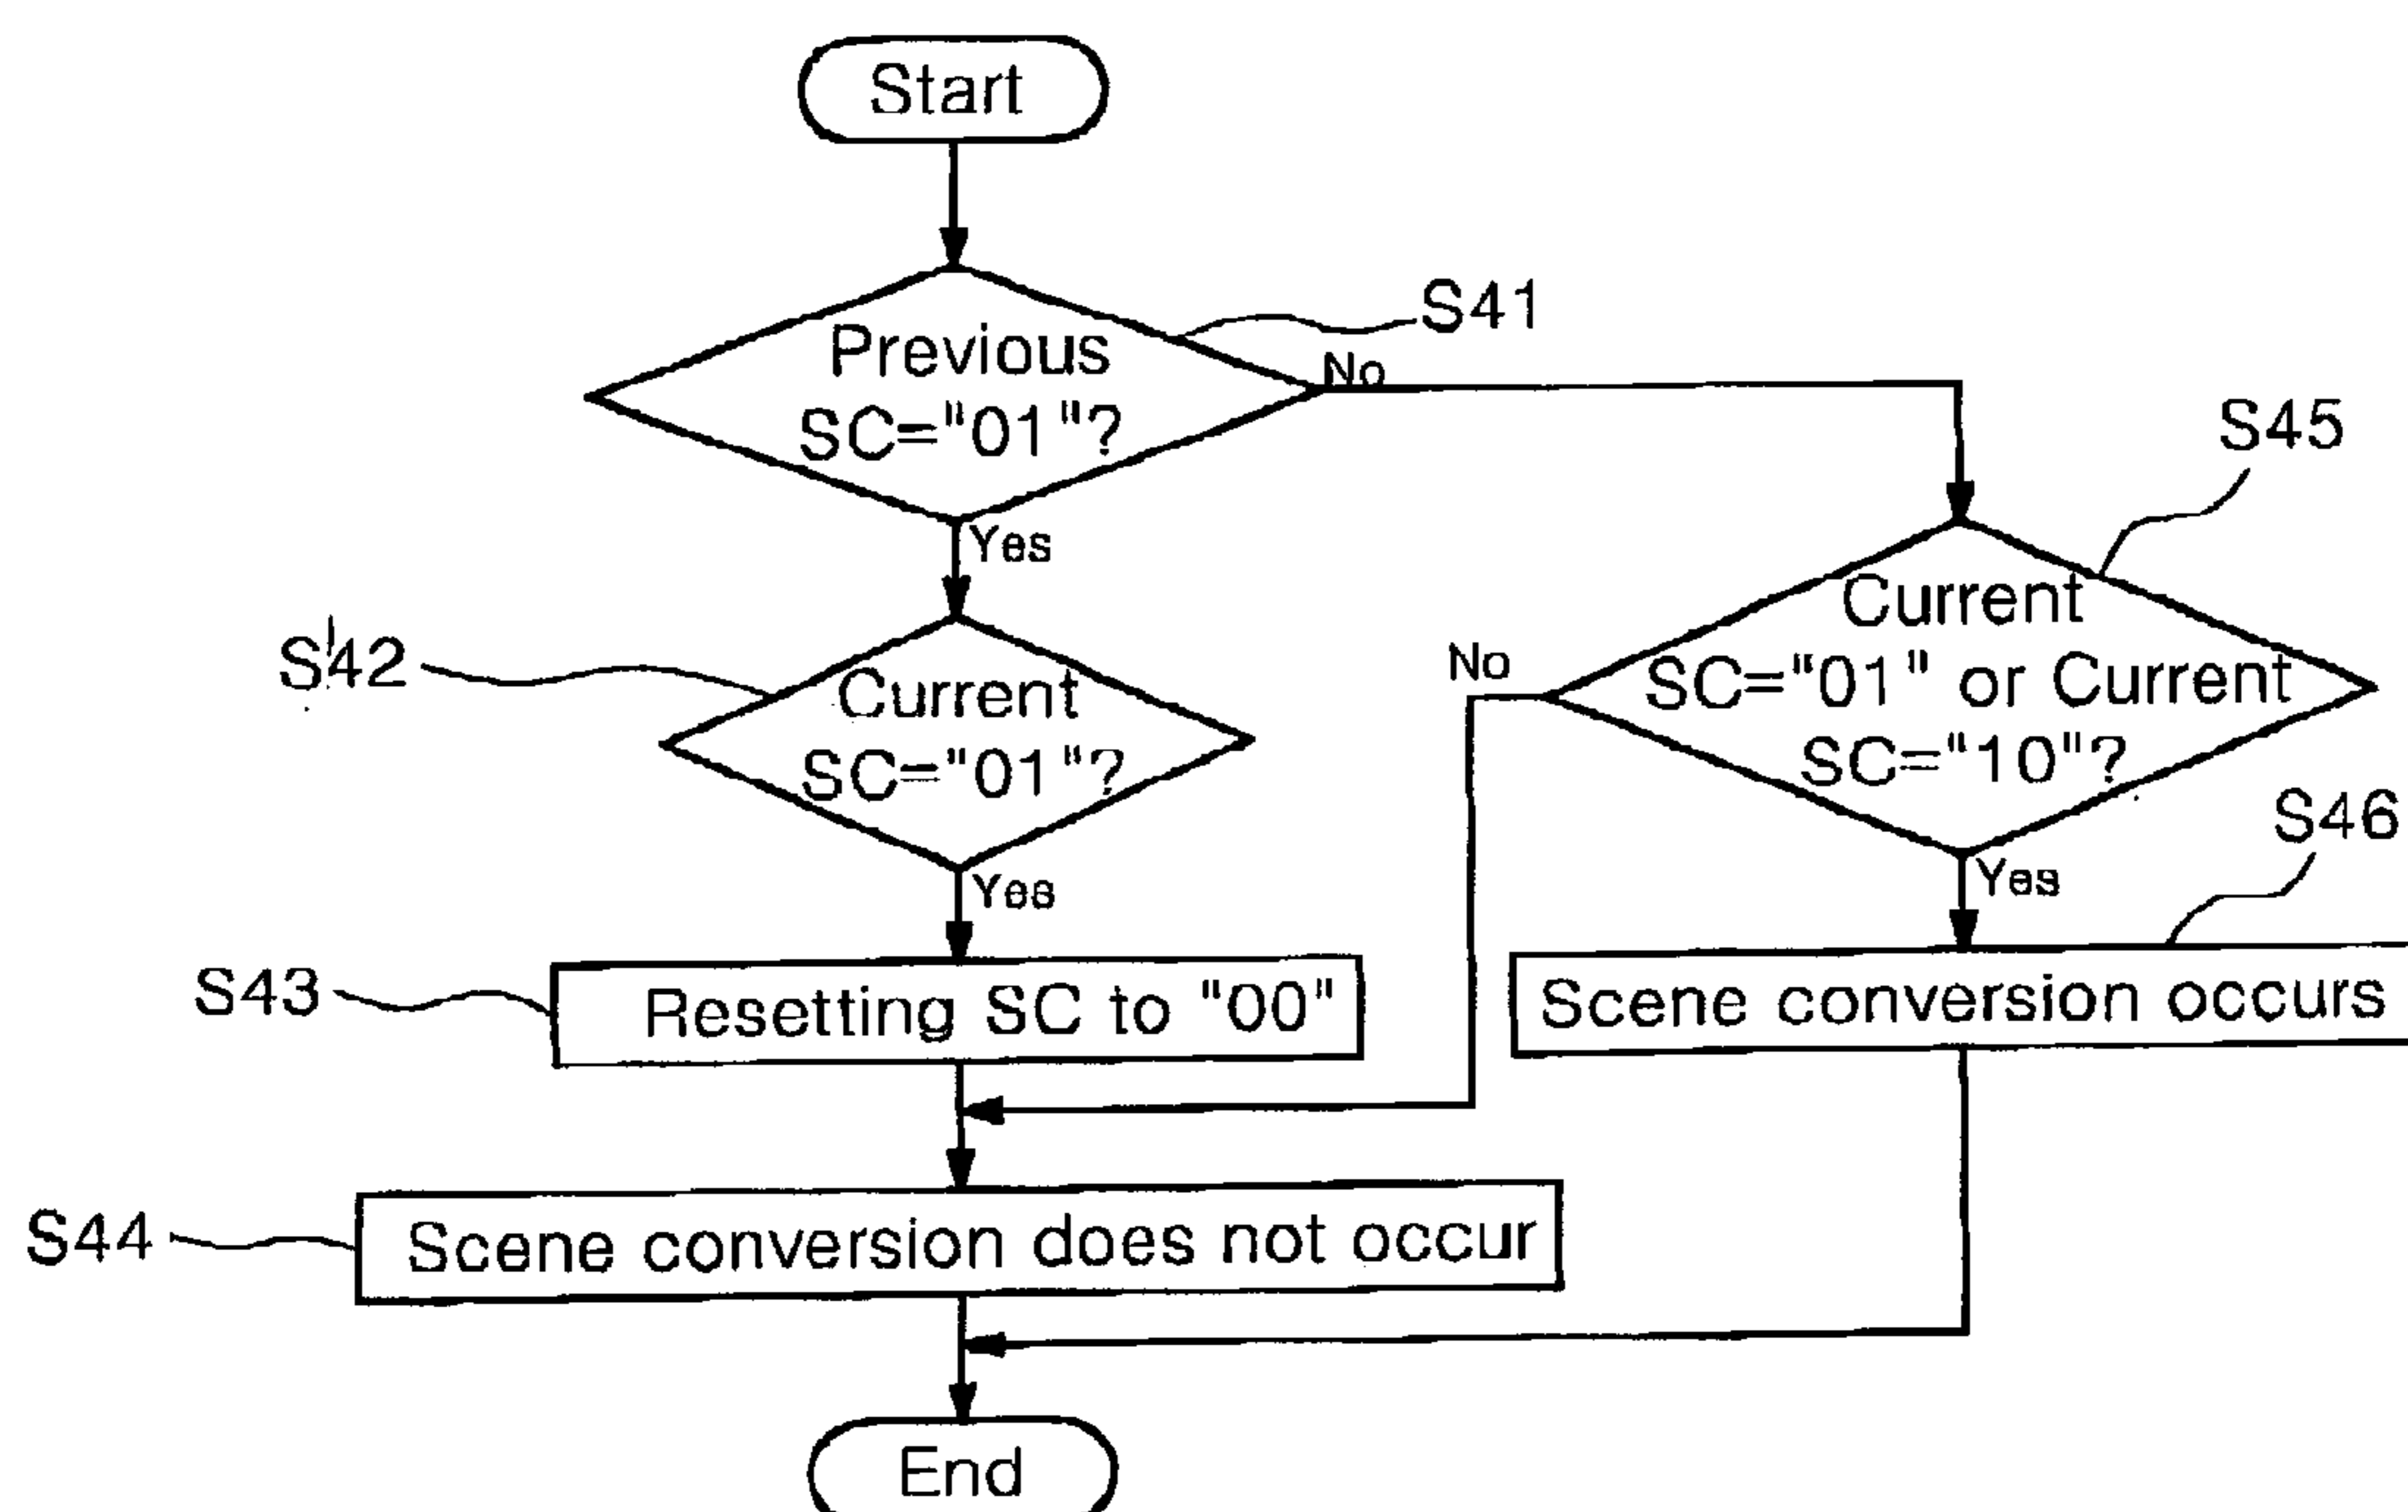 Start
S41
Previous
SC="01"?
No
Yes
S45
Current
SC="01" or Current
SC="10"?
No
Yes
S42
Current
SC="01"?
Yes
S46
Scene conversion occurs
S43
Resetting SC to "00"
S44
Scene conversion does not occur
End